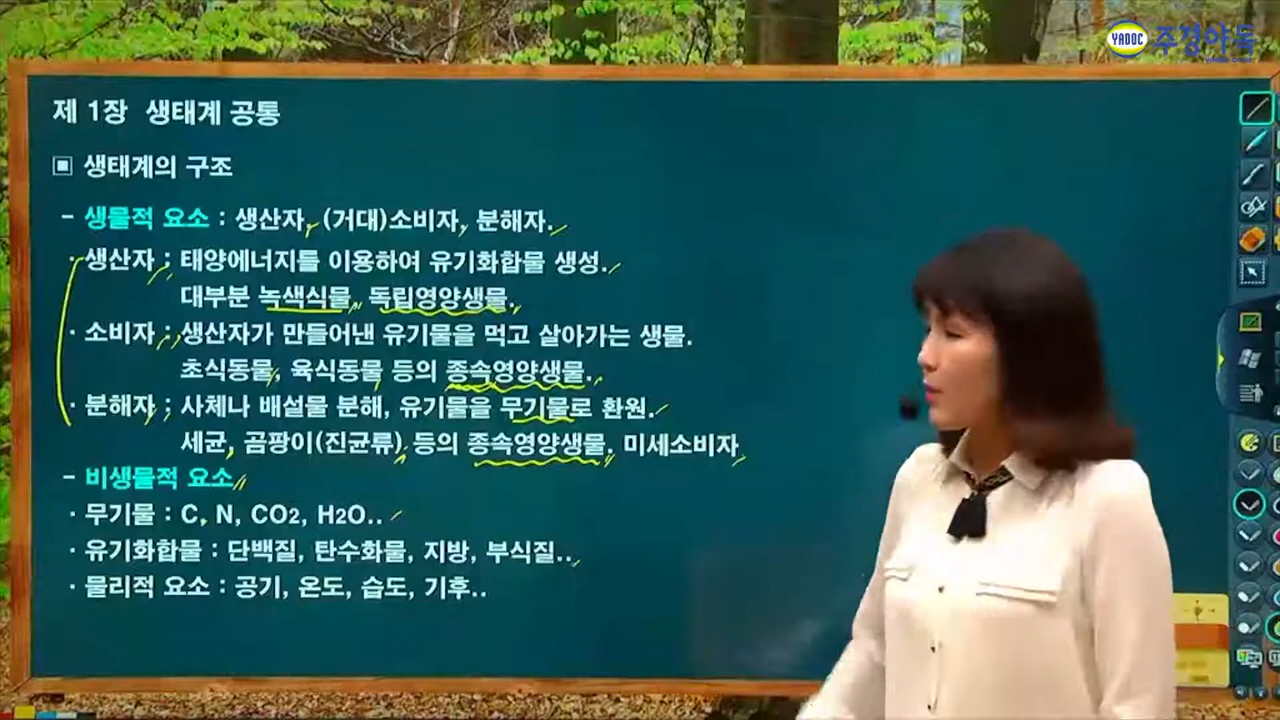 YADOC 주경야독
제 1장 생태계 공통
▣ 생태계의 구조
- 생물적 요소 : 생산자, (거대)소비자, 분해자.
· 생산자 ; 태양에너지를 이용하여 유기화합물 생성.
대부분 녹색식물, 독립영양생물.
· 소비자 ; 생산자가 만들어낸 유기물을 먹고 살아가는 생물.
초식동물, 육식동물 등의 종속영양생물.
· 분해자 ; 사체나 배설물 분해, 유기물을 무기물로 환원.
세균, 곰팡이(진균류) 등의 종속영양생물. 미세소비자
- 비생물적 요소
· 무기물 : C, N, CO2, H2O..
· 유기화합물 : 단백질, 탄수화물, 지방, 부식질..
· 물리적 요소 : 공기, 온도, 습도, 기후..